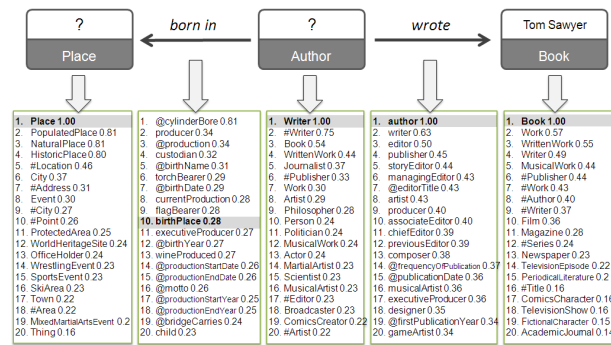 ?
born in
?
wrote
Tom Sawyer
Place
Author
Book
1. Place 1.00
2. PopulatedPlace 0.81
3. NaturalPlace 0.81
4. HistoricPlace 0.80
5. #Location 0.46
6. City 0.37
7. #Address 0.31
8. Event 0.30
9. #City 0.27
10. #Point 0.26
11. ProtectedArea 0.25
12. WorldHeritageSite 0.24
13. OfficeHolder 0.24
14. WrestlingEvent 0.23
15. SportsEvent 0.23
16. SkiArea 0.23
17. Town 0.22
18. #Area 0.22
19. MixedMartialArtsEvent 0.2
20. Thing 0.16
1. @cylinderBore 0.81
2. producer 0.34
3. @production 0.34
4. custodian 0.32
5. @birthName 0.31
6. torchBearer 0.29
7. @birthDate 0.29
8. currentProduction 0.28
9. flagBearer 0.28
10. birthPlace 0.28
11. executiveProducer 0.27
12. @birthYear 0.27
13. wineProduced 0.27
14. @productionStartDate 0.26
15. @productionEndDate 0.26
16. @motto 0.26
17. @productionStartYear 0.25
18. @productionEndYear 0.25
19. @bridgeCarries 0.24
20. child 0.23
1. Writer 1.00
2. #Writer 0.75
3. Book 0.54
4. WrittenWork 0.44
5. Journalist 0.37
6. #Publisher 0.33
7. Work 0.30
8. Artist 0.29
9. Philosopher 0.28
10. Person 0.24
11. Politician 0.24
12. MusicalWork 0.24
13. Actor 0.24
14. MartialArtist 0.23
15. Scientist 0.23
16. MusicalArtist 0.23
17. #Editor 0.23
18. Broadcaster 0.23
19. ComicsCreator 0.22
20. #Artist 0.22
1. author 1.00
2. writer 0.63
3. editor 0.50
4. publisher 0.45
5. storyEditor 0.44
6. managingEditor 0.43
7. @editorTitle 0.43
8. artist 0.43
9. producer 0.40
10. associateEditor 0.40
11. chiefEditor 0.39
12. previousEditor 0.39
13. composer 0.38
14. @frequencyOfPublication 0.37
15. @publicationDate 0.36
16. musicalArtist 0.36
17. executiveProducer 0.36
18. designer 0.35
19. @firstPublicationYear 0.34
20. gameArtist 0.34
1. Book 1.00
2. Work 0.57
3. WrittenWork 0.55
4. Writer 0.49
5. MusicalWork 0.44
6. #Publisher 0.44
7. #Work 0.43
8. #Author 0.40
9. #Writer 0.37
10. Film 0.36
11. Magazine 0.28
12. #Series 0.24
13. Newspaper 0.23
14. TelevisionEpisode 0.22
15. PeriodicalLiterature 0.2
16. #Title 0.16
17. ComicsCharacter 0.16
18. TelevisionShow 0.16
19. FictionalCharacter 0.15
20. AcademicJournal 0.14